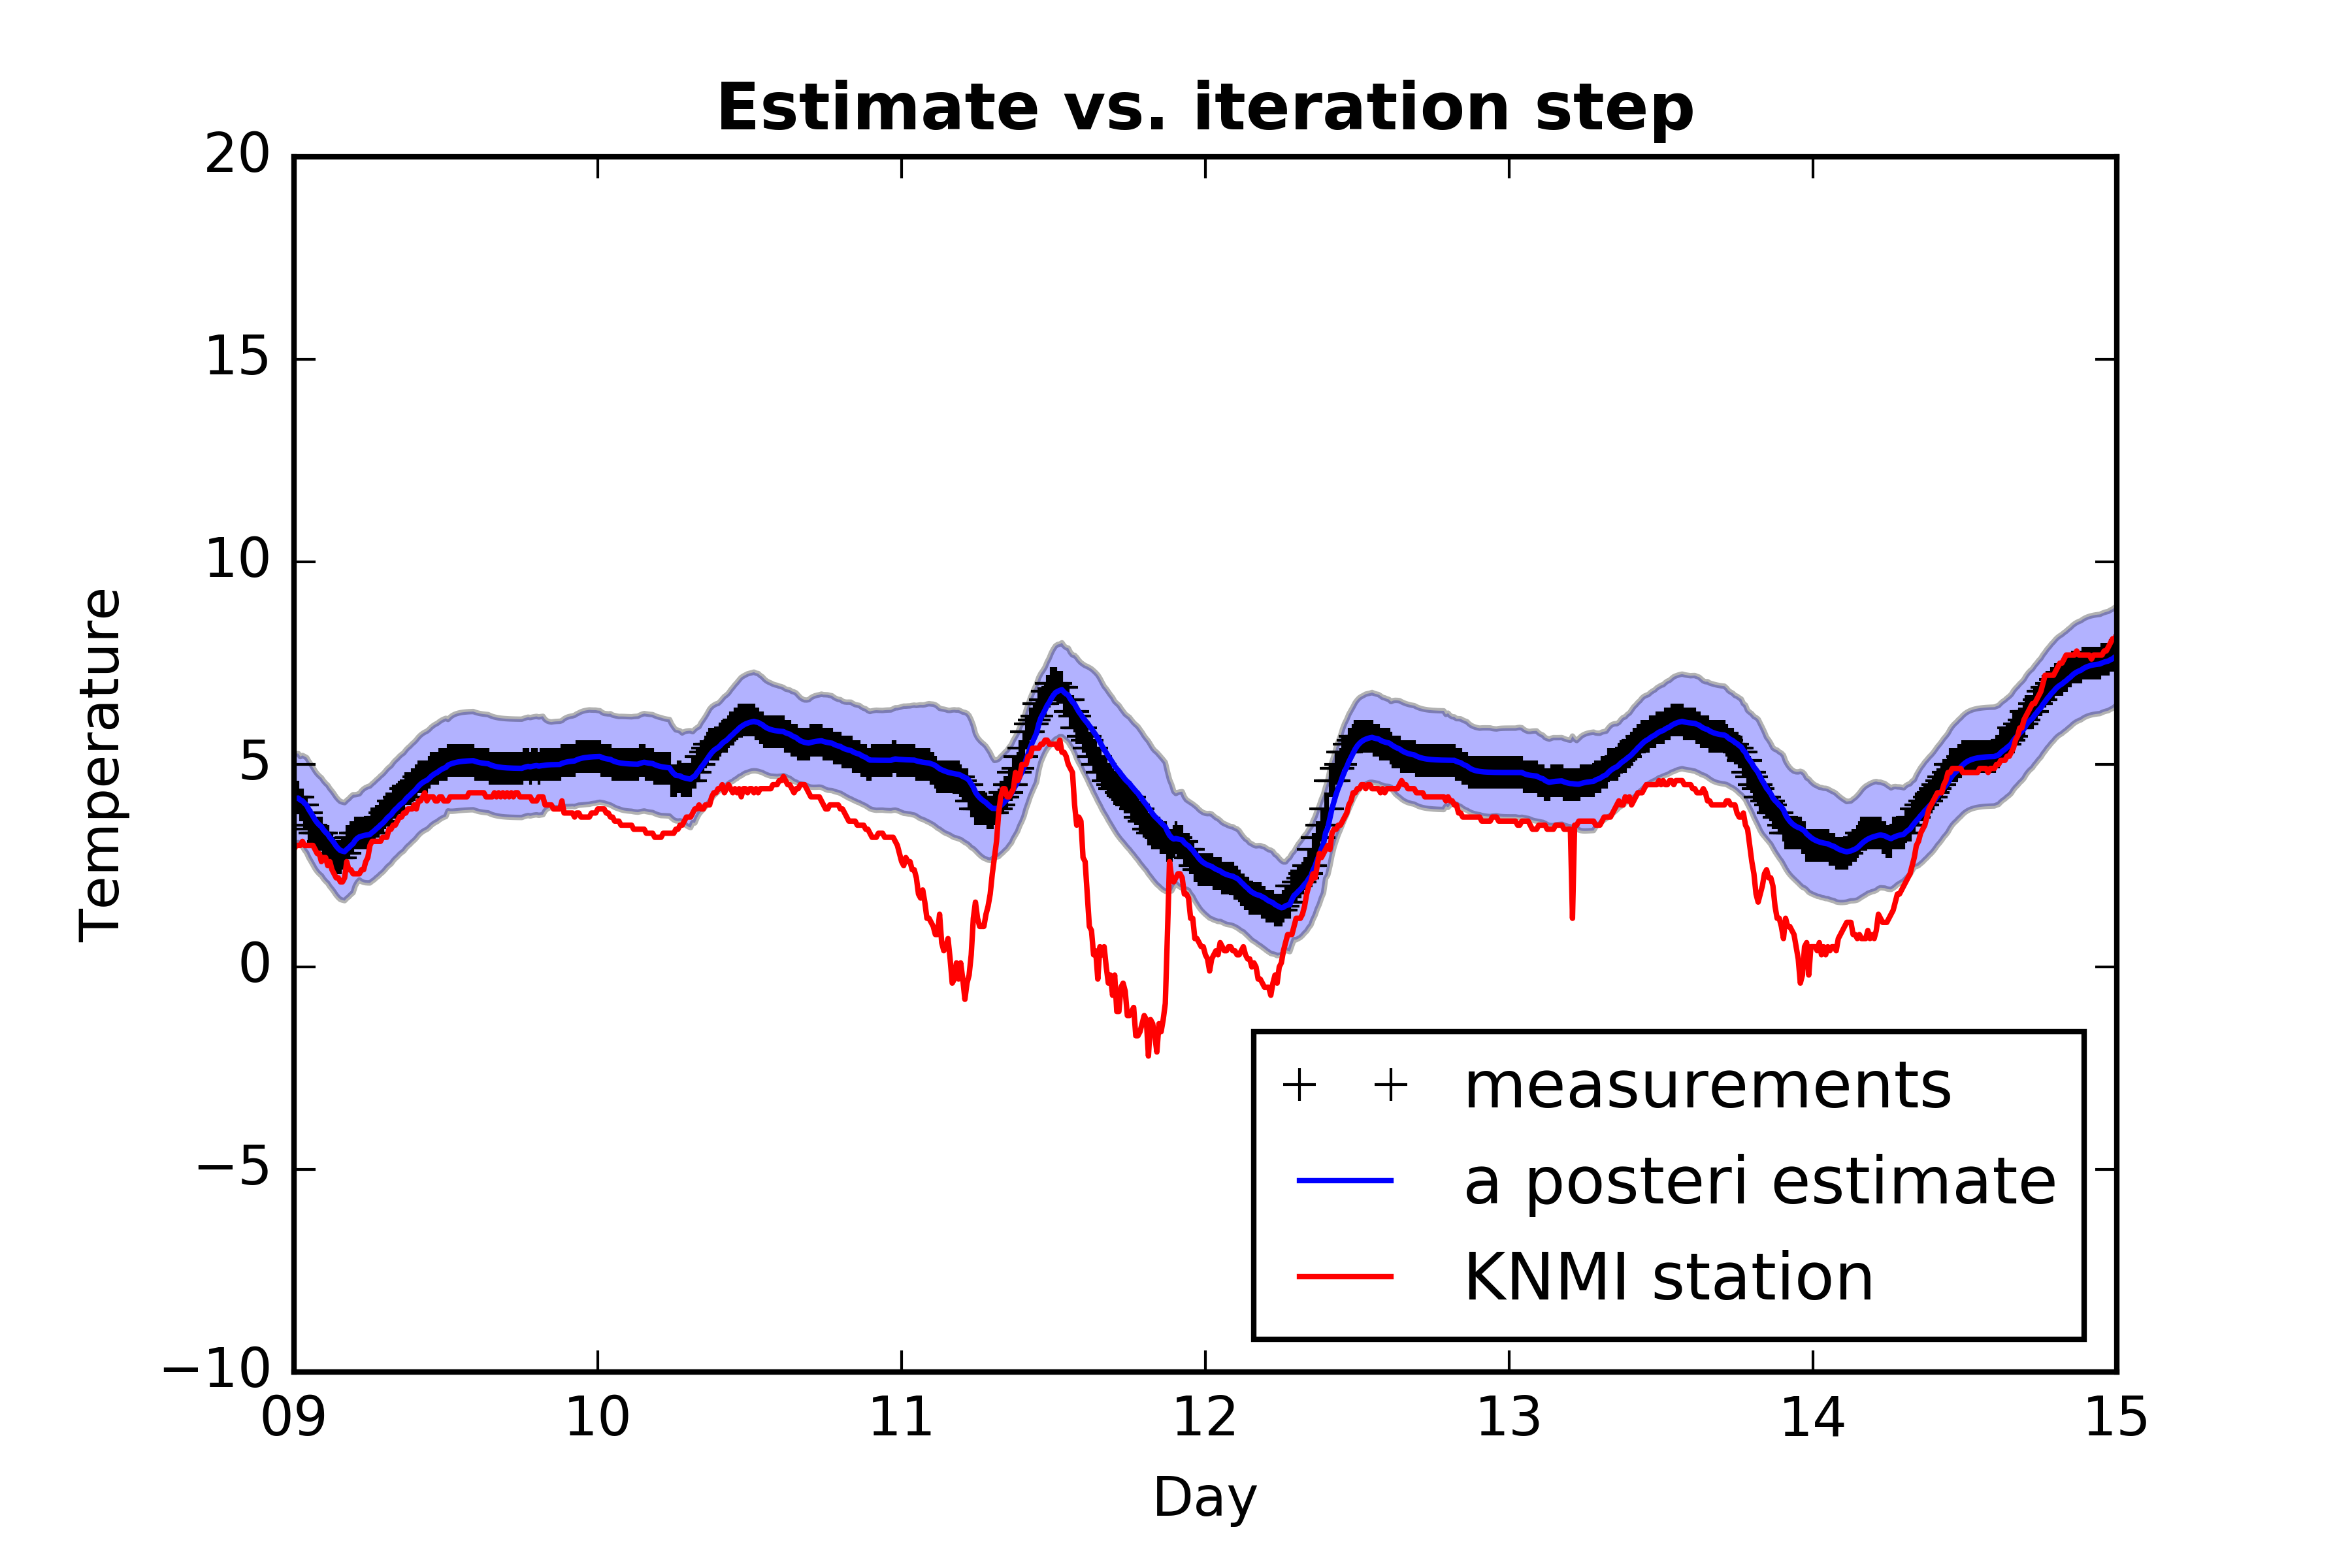 Estimate vs. iteration step
20
15
10
5
0
−5
−10
Temperature
measurements
a posteri estimate
KNMI station
09 10 11 12 13 14 15
Day